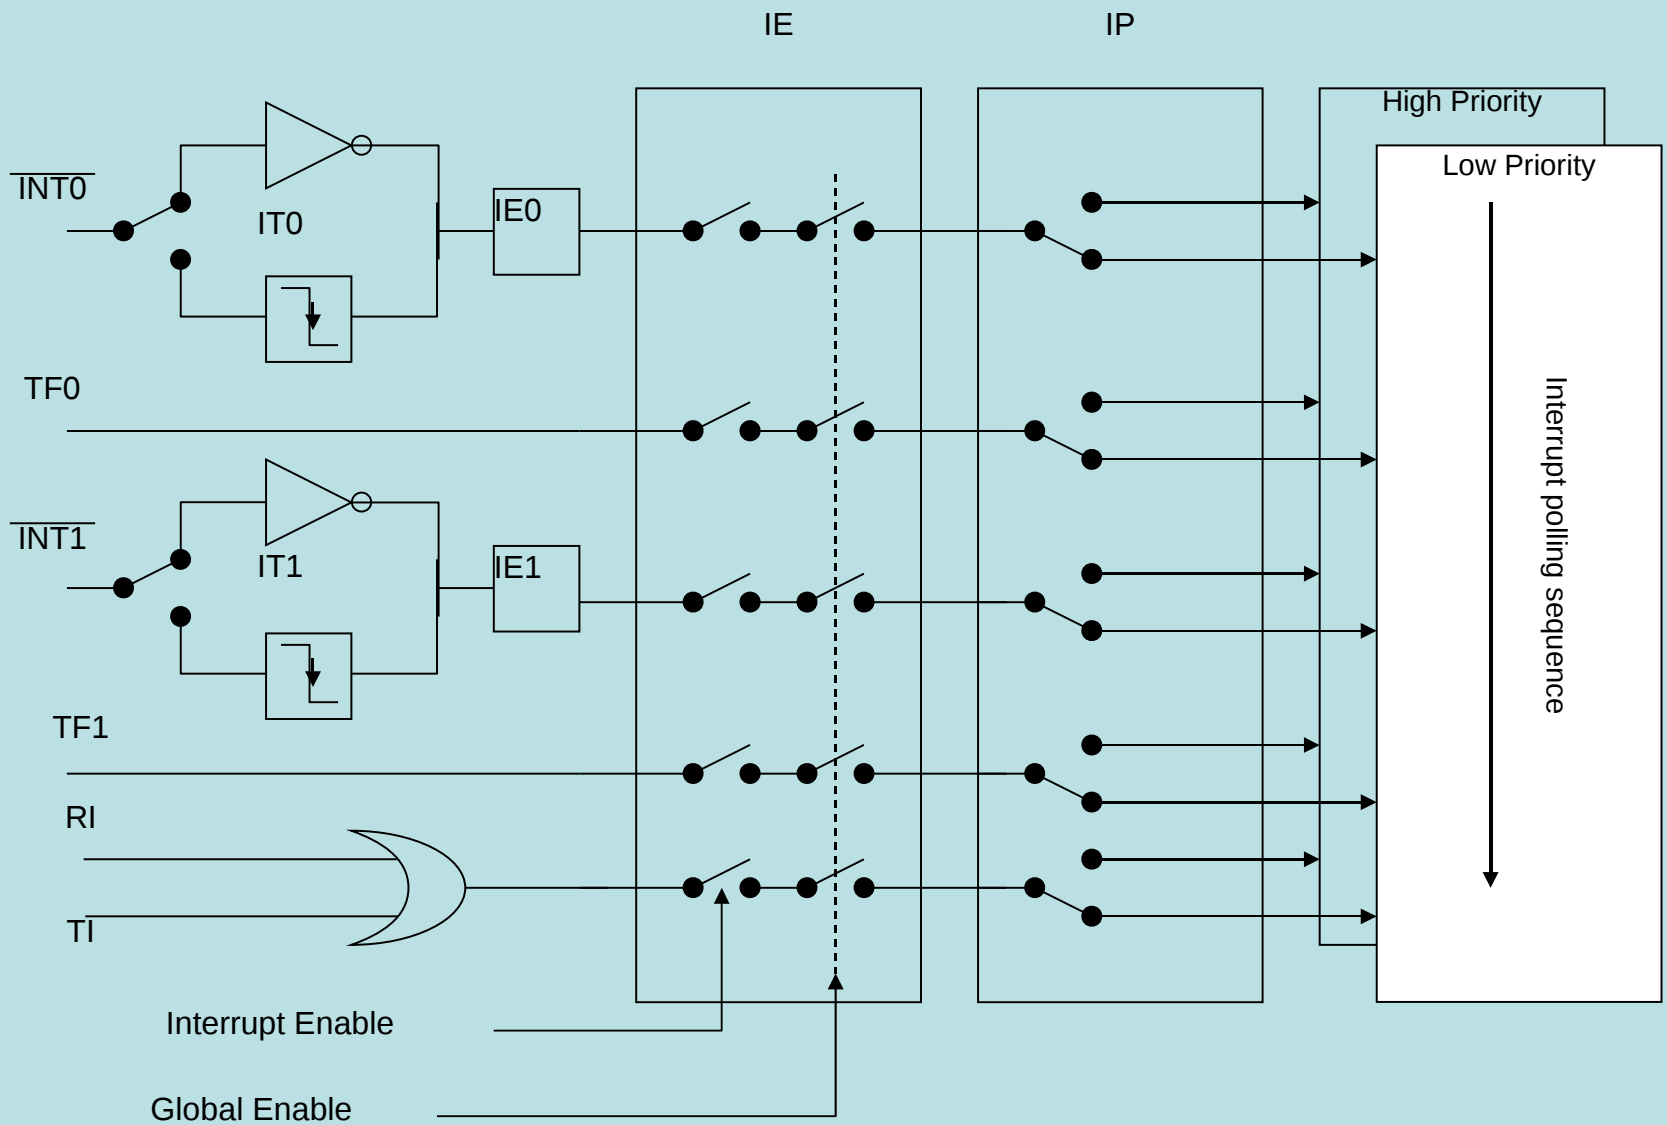 IE
IP
High Priority
Low Priority
INT0
IT0
IE0
TF0
INT1
IT1
IE1
TF1
RI
TI
Interrupt polling sequence
Interrupt Enable
Global Enable